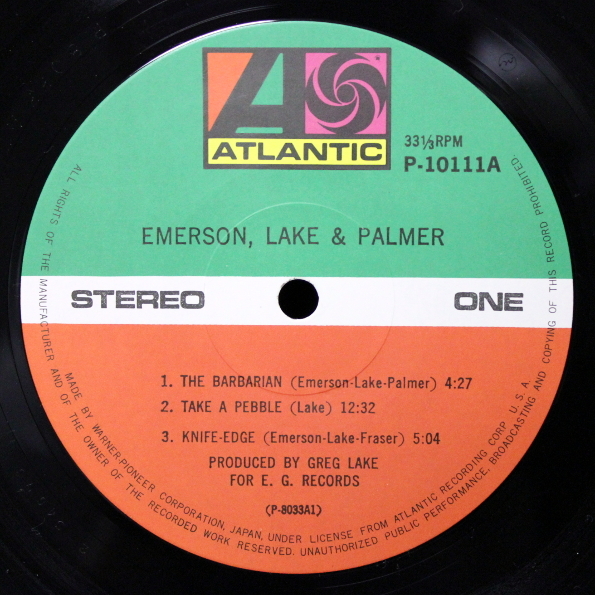 ATLANTIC
33⅓RPM
P-10111A
EMERSON, LAKE & PALMER
STEREO ONE
1. THE BARBARIAN (Emerson-Lake-Palmer) 4:27
2. TAKE A PEBBLE (Lake) 12:32
3. KNIFE-EDGE (Emerson-Lake-Fraser) 5:04
PRODUCED BY GREG LAKE
FOR E. G. RECORDS
(P-8033A1)
MADE BY WARNER-PIONEER CORPORATION, JAPAN, UNDER LICENSE FROM ATLANTIC RECORDING CORP. U.S.A.
ALL RIGHTS OF THE MANUFACTURER AND OF THE OWNER OF THE RECORDED WORK RESERVED. UNAUTHORIZED PUBLIC PERFORMANCE, BROADCASTING AND COPYING OF THIS RECORD PROHIBITED.